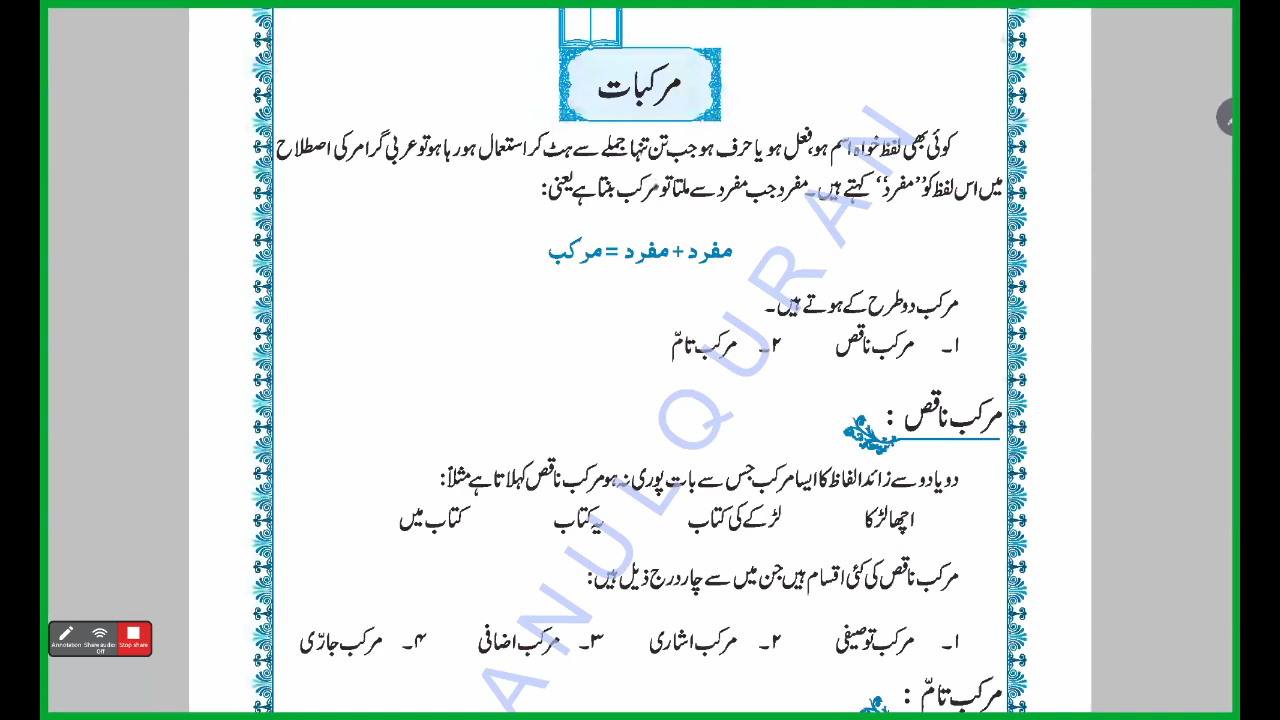 مرکبات
کوئی بھی لفظ خواہ اسم ہو، فعل ہو یا حرف ہو جب تن تنہا جملے سے ہٹ کر استعمال ہو رہا ہو تو عربی گرامر کی اصطلاح
میں اس لفظ کو ’’مفرد‘‘ کہتے ہیں۔ مفرد جب مفرد سے ملتا تو مرکب بنتا ہے یعنی:
مفرد + مفرد = مرکب
مرکب دو طرح کے ہوتے ہیں۔
۱۔ مرکب ناقص ۲۔ مرکب تامّ
مرکب ناقص :
دو یا دو سے زائد الفاظ کا ایسا مرکب جس سے بات پوری نہ ہو مرکب ناقص کہلاتا ہے مثلاً:
اچھا لڑکا لڑکے کی کتاب یہ کتاب کتاب میں
مرکب ناقص کی کئی اقسام ہیں جن میں سے چار درج ذیل ہیں:
۱۔ مرکب توصیفی ۲۔ مرکب اشاری ۳۔ مرکب اضافی ۴۔ مرکب جارّی
مرکب تامّ :
ANULQURAN
Annotation Share audio Off Stop share